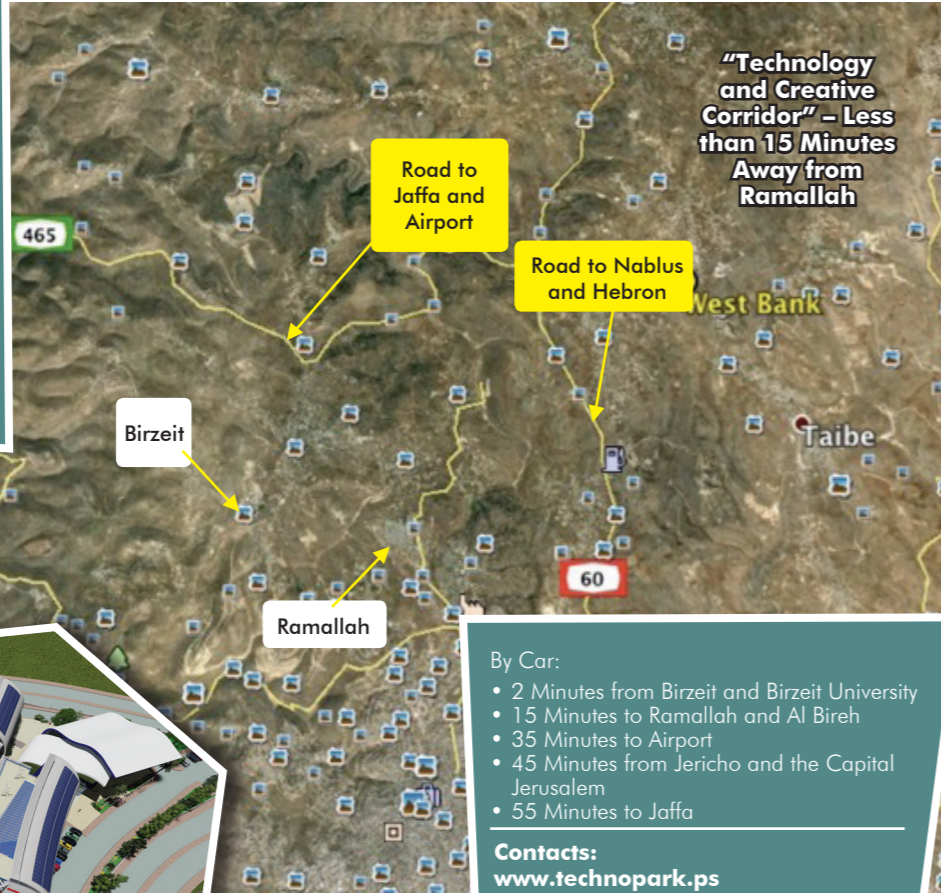 “Technology
and Creative
Corridor” – Less
than 15 Minutes
Away from
Ramallah
Road to
Jaffa and
Airport
465
Road to Nablus
and Hebron
West Bank
Taibe
Birzeit
60
Ramallah
By Car:
• 2 Minutes from Birzeit and Birzeit University
• 15 Minutes to Ramallah and Al Bireh
• 35 Minutes to Airport
• 45 Minutes from Jericho and the Capital
Jerusalem
• 55 Minutes to Jaffa
Contacts:
www.technopark.ps